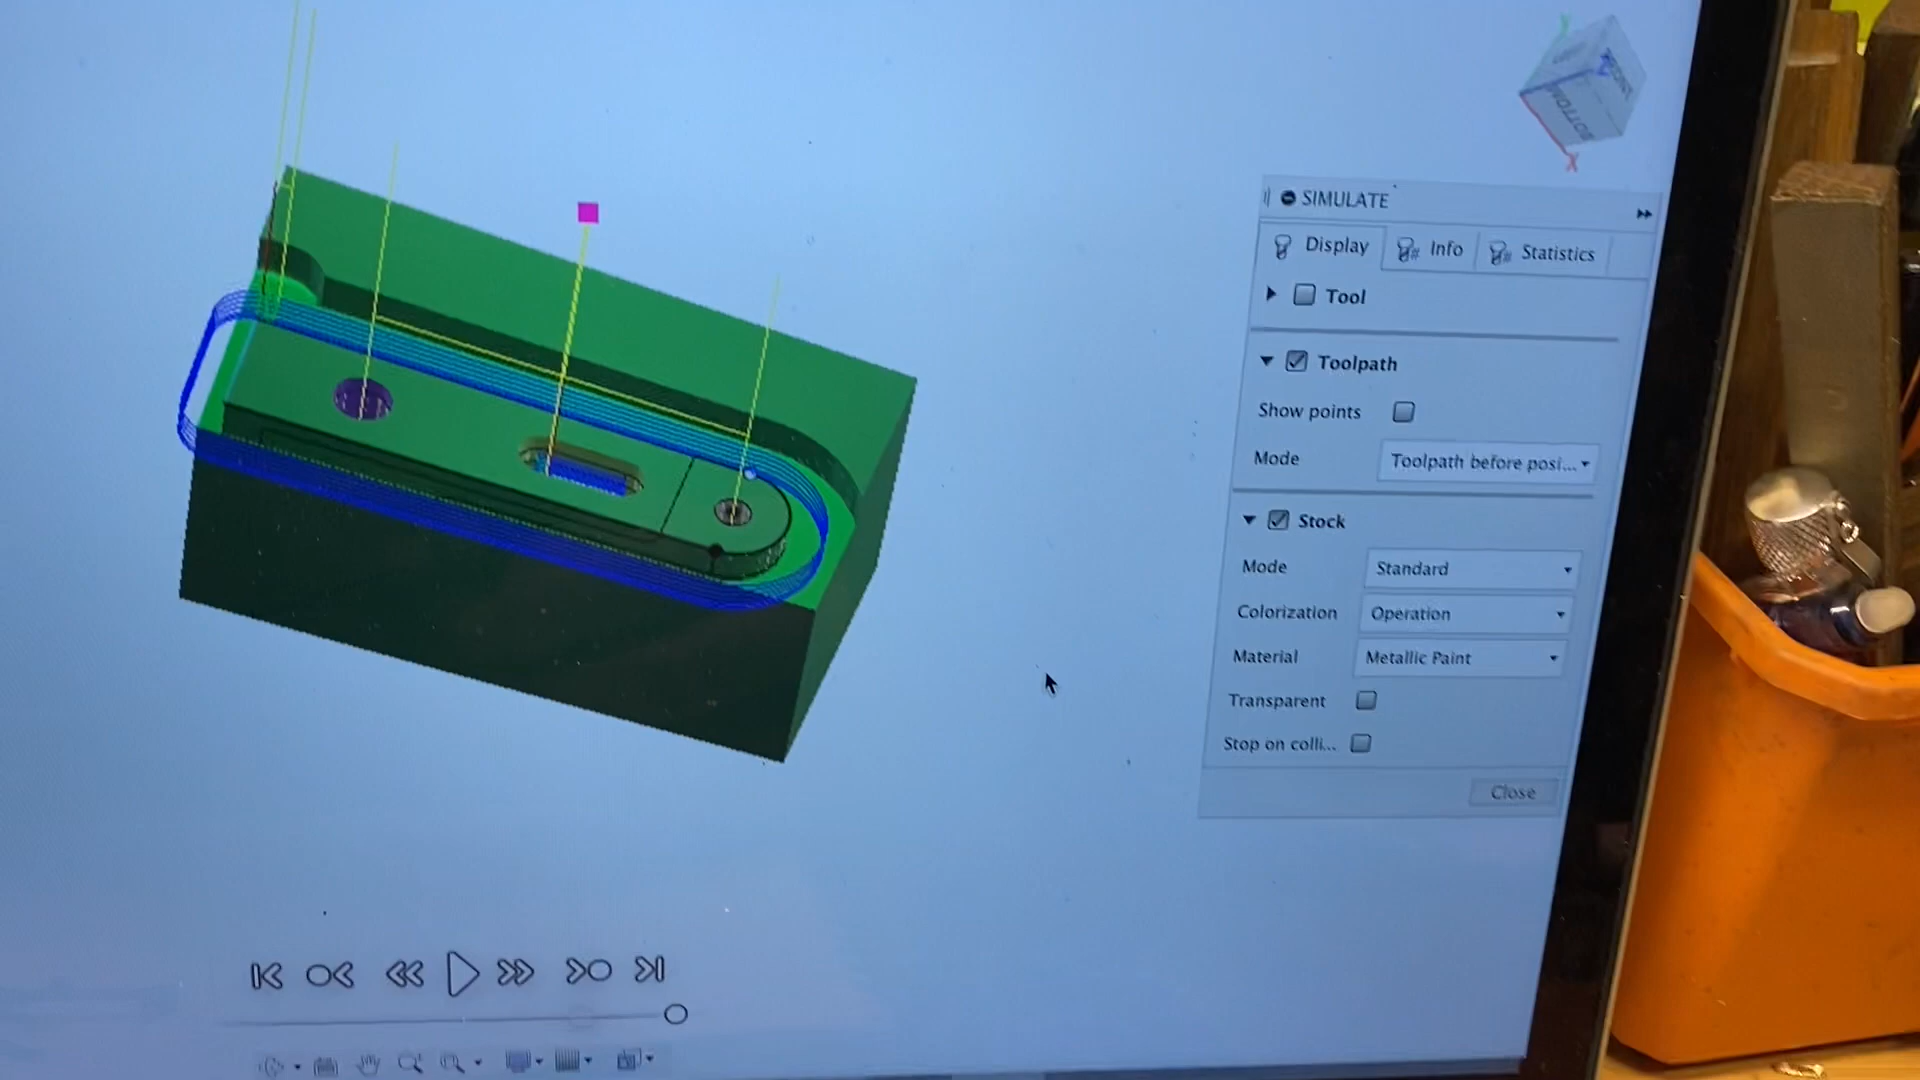 SIMULATE
Display Info Statistics
Tool
Toolpath
Show points
Mode Toolpath before posi...
Stock
Mode Standard
Colorization Operation
Material Metallic Paint
Transparent
Stop on colli...
Close
BOTTOM
X